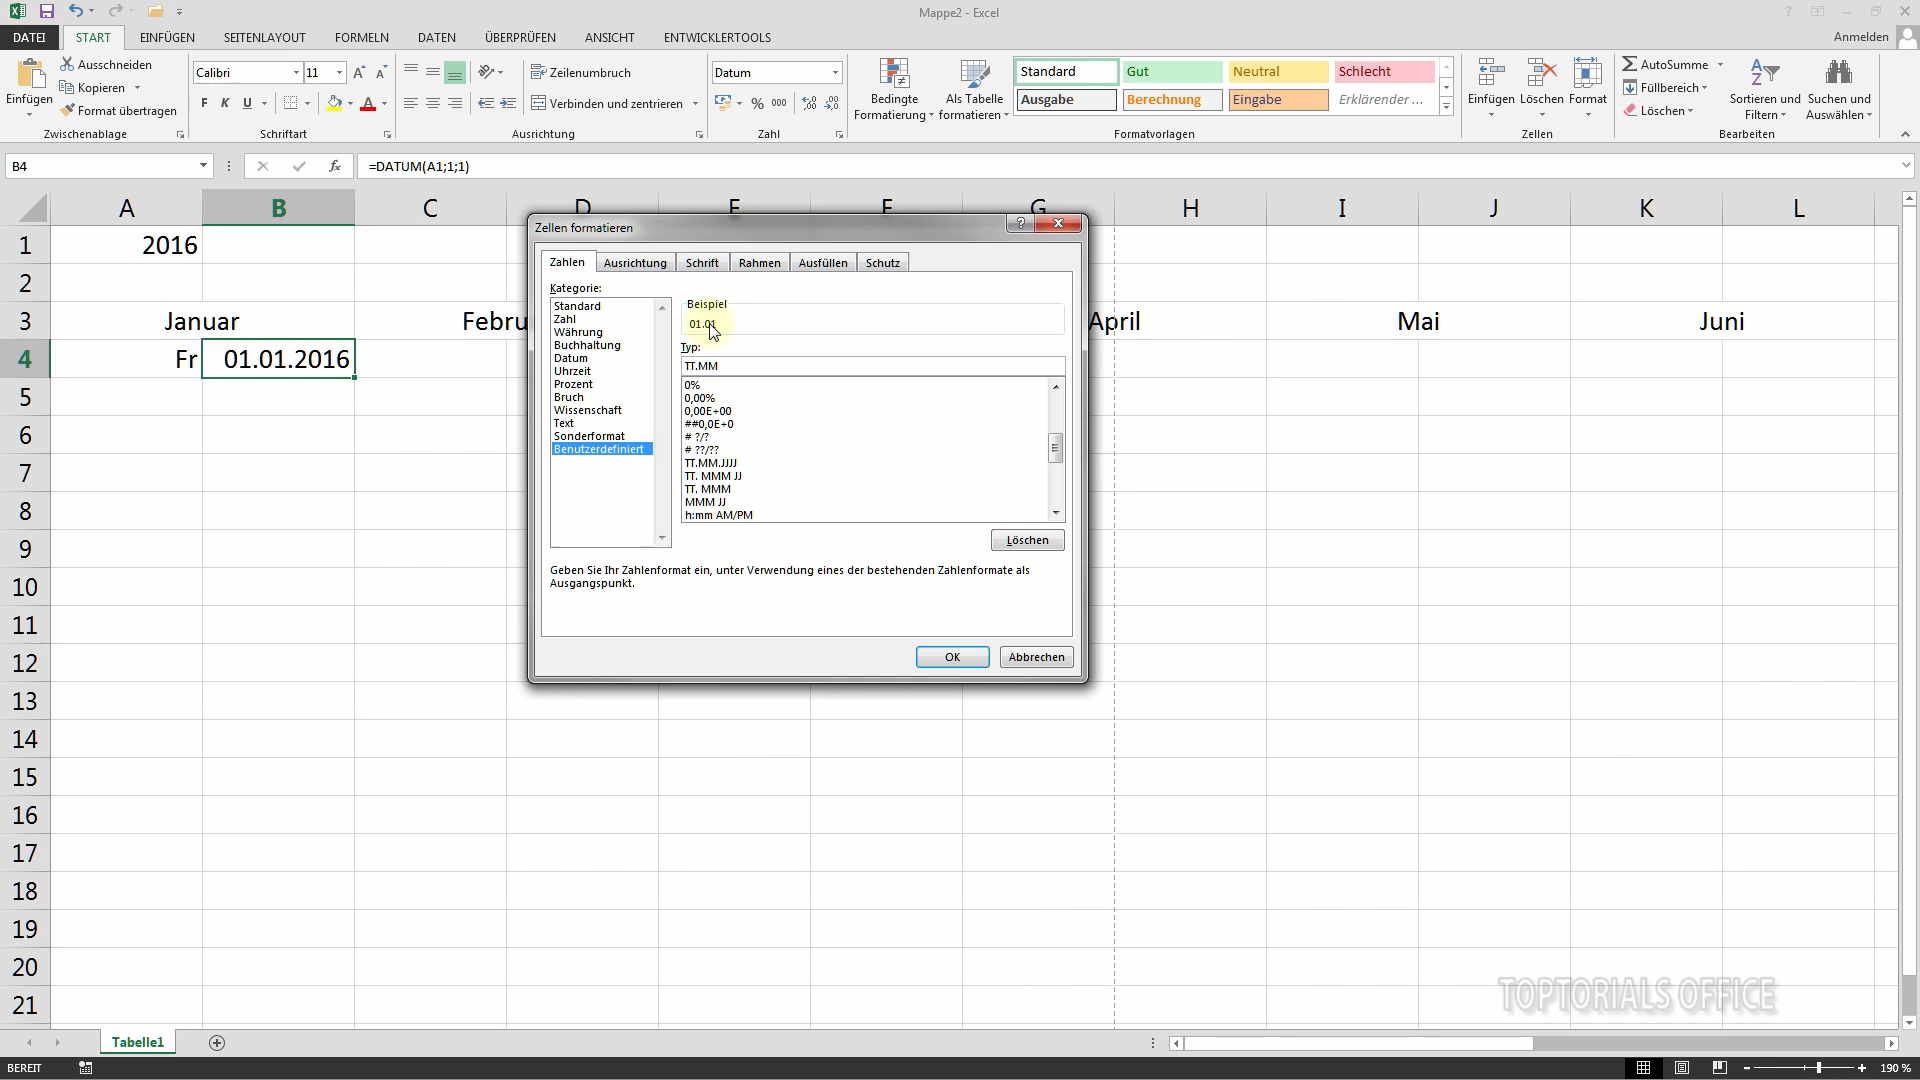 Mappe2 - Excel
DATEI START EINFÜGEN SEITENLAYOUT FORMELN DATEN ÜBERPRÜFEN ANSICHT ENTWICKLERTOOLS Anmelden
Einfügen
Ausschneiden
Kopieren
Format übertragen
Zwischenablage
Calibri 11
F K U
Schriftart
Zeilenumbruch
Verbinden und zentrieren
Ausrichtung
Datum
% 000
Zahl
Bedingte Formatierung
Als Tabelle formatieren
Standard Gut Neutral Schlecht
Ausgabe Berechnung Eingabe Erklärender ...
Formatvorlagen
Einfügen Löschen Format
Zellen
AutoSumme
Füllbereich
Löschen
Sortieren und Filtern
Suchen und Auswählen
Bearbeiten
B4 fx =DATUM(A1;1;1)
A B C D E F G H I J K L
1 2016
2
3 Januar Febru April Mai Juni
4 Fr 01.01.2016
5
6
7
8
9
10
11
12
13
14
15
16
17
18
19
20
21
Zellen formatieren
Zahlen Ausrichtung Schrift Rahmen Ausfüllen Schutz
Kategorie:
Standard
Zahl
Währung
Buchhaltung
Datum
Uhrzeit
Prozent
Bruch
Wissenschaft
Text
Sonderformat
Benutzerdefiniert
Beispiel
01.01
Typ:
TT.MM
0%
0,00%
0,00E+00
##0,0E+0
# ?/?
# ??/??
TT.MM.JJJJ
TT. MMM JJ
TT. MMM
MMM JJ
h:mm AM/PM
Löschen
Geben Sie Ihr Zahlenformat ein, unter Verwendung eines der bestehenden Zahlenformate als
Ausgangspunkt.
OK Abbrechen
TOPTORIALS OFFICE
Tabelle1
BEREIT 190 %